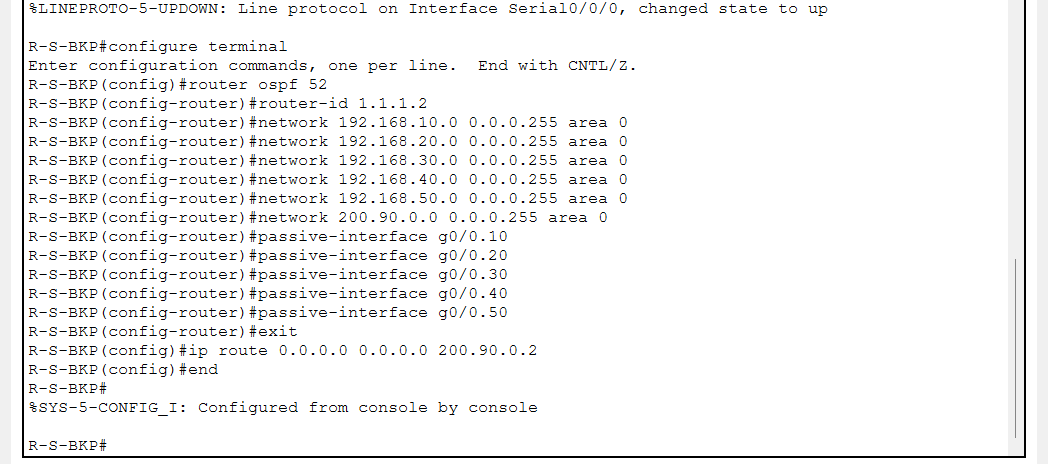 %LINEPROTO-5-UPDOWN: Line protocol on Interface Serial0/0/0, changed state to up
R-S-BKP#configure terminal
Enter configuration commands, one per line.  End with CNTL/Z.
R-S-BKP(config)#router ospf 52
R-S-BKP(config-router)#router-id 1.1.1.2
R-S-BKP(config-router)#network 192.168.10.0 0.0.0.255 area 0
R-S-BKP(config-router)#network 192.168.20.0 0.0.0.255 area 0
R-S-BKP(config-router)#network 192.168.30.0 0.0.0.255 area 0
R-S-BKP(config-router)#network 192.168.40.0 0.0.0.255 area 0
R-S-BKP(config-router)#network 192.168.50.0 0.0.0.255 area 0
R-S-BKP(config-router)#network 200.90.0.0 0.0.0.255 area 0
R-S-BKP(config-router)#passive-interface g0/0.10
R-S-BKP(config-router)#passive-interface g0/0.20
R-S-BKP(config-router)#passive-interface g0/0.30
R-S-BKP(config-router)#passive-interface g0/0.40
R-S-BKP(config-router)#passive-interface g0/0.50
R-S-BKP(config-router)#exit
R-S-BKP(config)#ip route 0.0.0.0 0.0.0.0 200.90.0.2
R-S-BKP(config)#end
R-S-BKP#
%SYS-5-CONFIG_I: Configured from console by console
R-S-BKP#